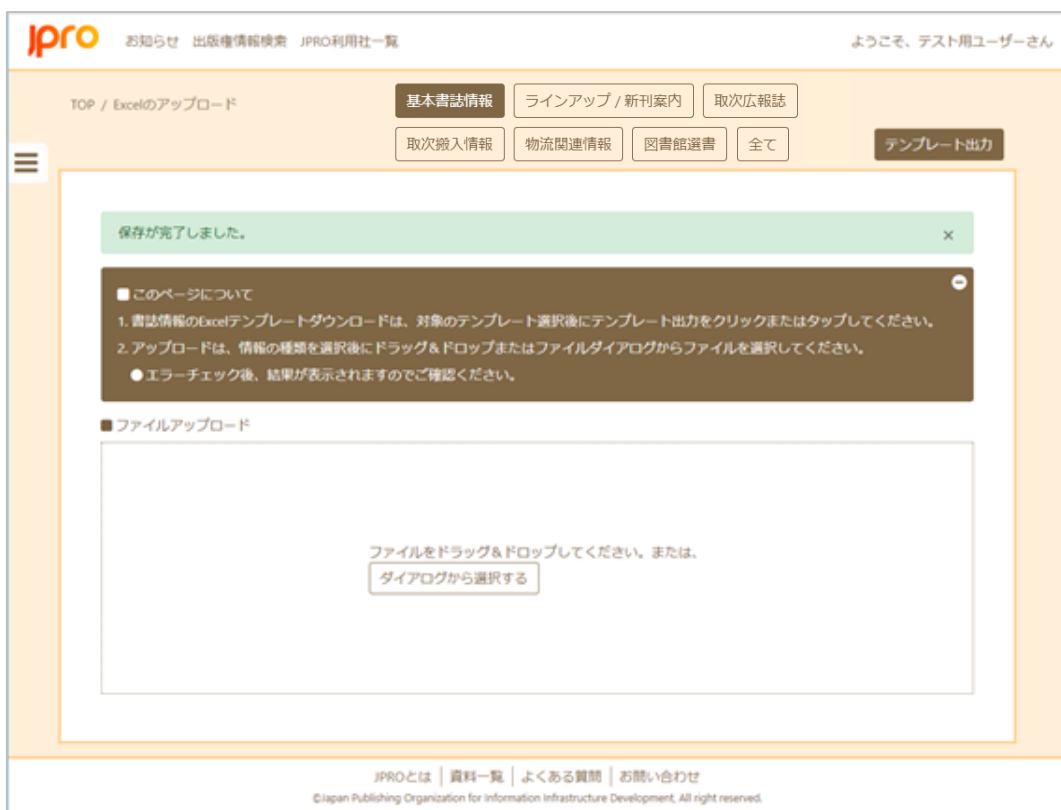 Jpro お知らせ 出版権情報検索 JPRO利用社一覧 ようこそ、テスト用ユーザーさん
TOP / Excelのアップロード
基本書誌情報 ラインアップ / 新刊案内 取次広報誌
取次搬入情報 物流関連情報 図書館選書 全て テンプレート出力
保存が完了しました。 ×
■このページについて
1. 書誌情報のExcelテンプレートダウンロードは、対象のテンプレート選択後にテンプレート出力をクリックまたはタップしてください。
2. アップロードは、情報の種類を選択後にドラッグ&ドロップまたはファイルダイアログからファイルを選択してください。
●エラーチェック後、結果が表示されますのでご確認ください。
■ファイルアップロード
ファイルをドラッグ&ドロップしてください。または、
ダイアログから選択する
JPROとは | 資料一覧 | よくある質問 | お問い合わせ
©Japan Publishing Organization for Information Infrastructure Development, All right reserved.